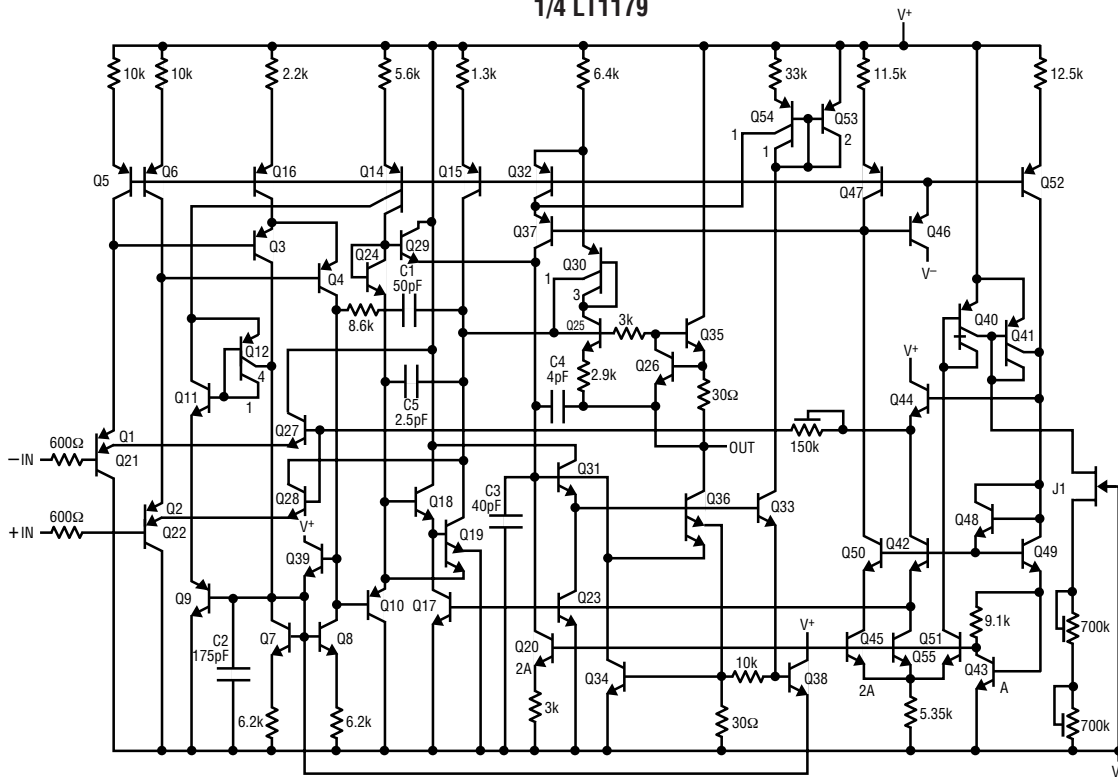 1/4 LT1179
V+
10k 10k 2.2k 5.6k 1.3k 6.4k 33k 11.5k 12.5k
Q54 Q53
1 2
1
Q5 Q6 Q16 Q14 Q15 Q32 Q47 Q52
Q3 Q29 Q37 Q46
Q24 Q30 V–
Q4 C1
50pF 1
3 Q40 Q41
8.6k Q25 3k Q35
Q12 C4
4pF Q26 V+
4 2.9k
Q11 1 C5
2.5pF 30Ω Q44
600Ω Q1 Q27 150k
–IN Q21 OUT
Q31 J1
Q28 Q18 C3
40pF Q36 Q33 Q48
600Ω Q2
+IN Q22 V+ Q19
Q39 Q50 Q42 Q49
Q9 Q10 Q17 Q23 9.1k
C2
175pF Q7 Q8 Q20 V+ Q45 Q51 700k
Q55 Q43
2A Q34 10k Q38 2A A
6.2k 6.2k 3k 30Ω 5.35k 700k
V